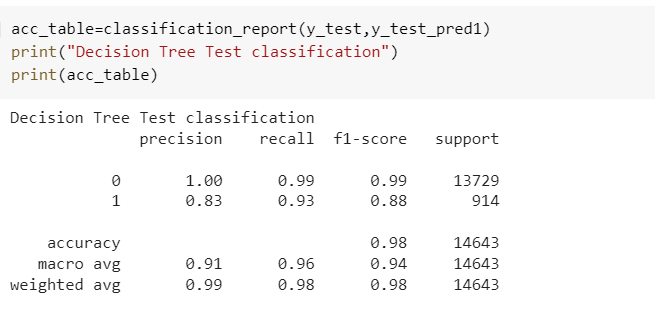 acc_table=classification_report(y_test,y_test_pred1)
print("Decision Tree Test classification")
print(acc_table)
Decision Tree Test classification
precision recall f1-score support
0 1.00 0.99 0.99 13729
1 0.83 0.93 0.88 914
accuracy 0.98 14643
macro avg 0.91 0.96 0.94 14643
weighted avg 0.99 0.98 0.98 14643